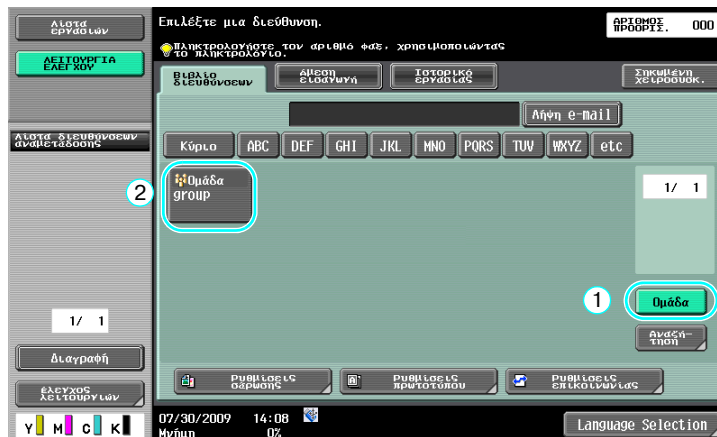 Λίστα
εργασιών
ΛΕΙΤΟΥΡΓΙΑ
ΕΛΕΓΧΟΥ
Λίστα διευθύνσεων
αναμετάδοσης
1/ 1
Διαγραφή
έλεγχος
λειτουργιών
Y M C K
Επιλέξτε μια διεύθυνση.
ΑΡΙΘΜΟΣ
ΠΡΟΟΡΙΣ.
000
Πληκτρολογήστε τον αριθμό φαξ, χρησιμοποιώντας
το πληκτρολόγιο.
Βιβλίο
διευθύνσεων
άμεση
εισαγωγή
Ιστορικό
εργασίας
Σηκωμένη
χειροσυσκ.
Λήψη e-mail
Κύριο ABC DEF GHI JKL MNO PQRS TUV WXYZ etc
2
Ομάδα
group
1/ 1
1
Ομάδα
Αναζή-
τηση
Ρυθμίσεις
σάρωσης
Ρυθμίσεις
πρωτοτύπου
Ρυθμίσεις
επικοινωνίας
07/30/2009 14:08
Μνήμη 0%
Language Selection